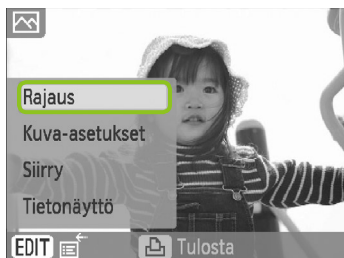 Rajaus
Kuva-asetukset
Siirry
Tietonäyttö
EDIT Tulosta